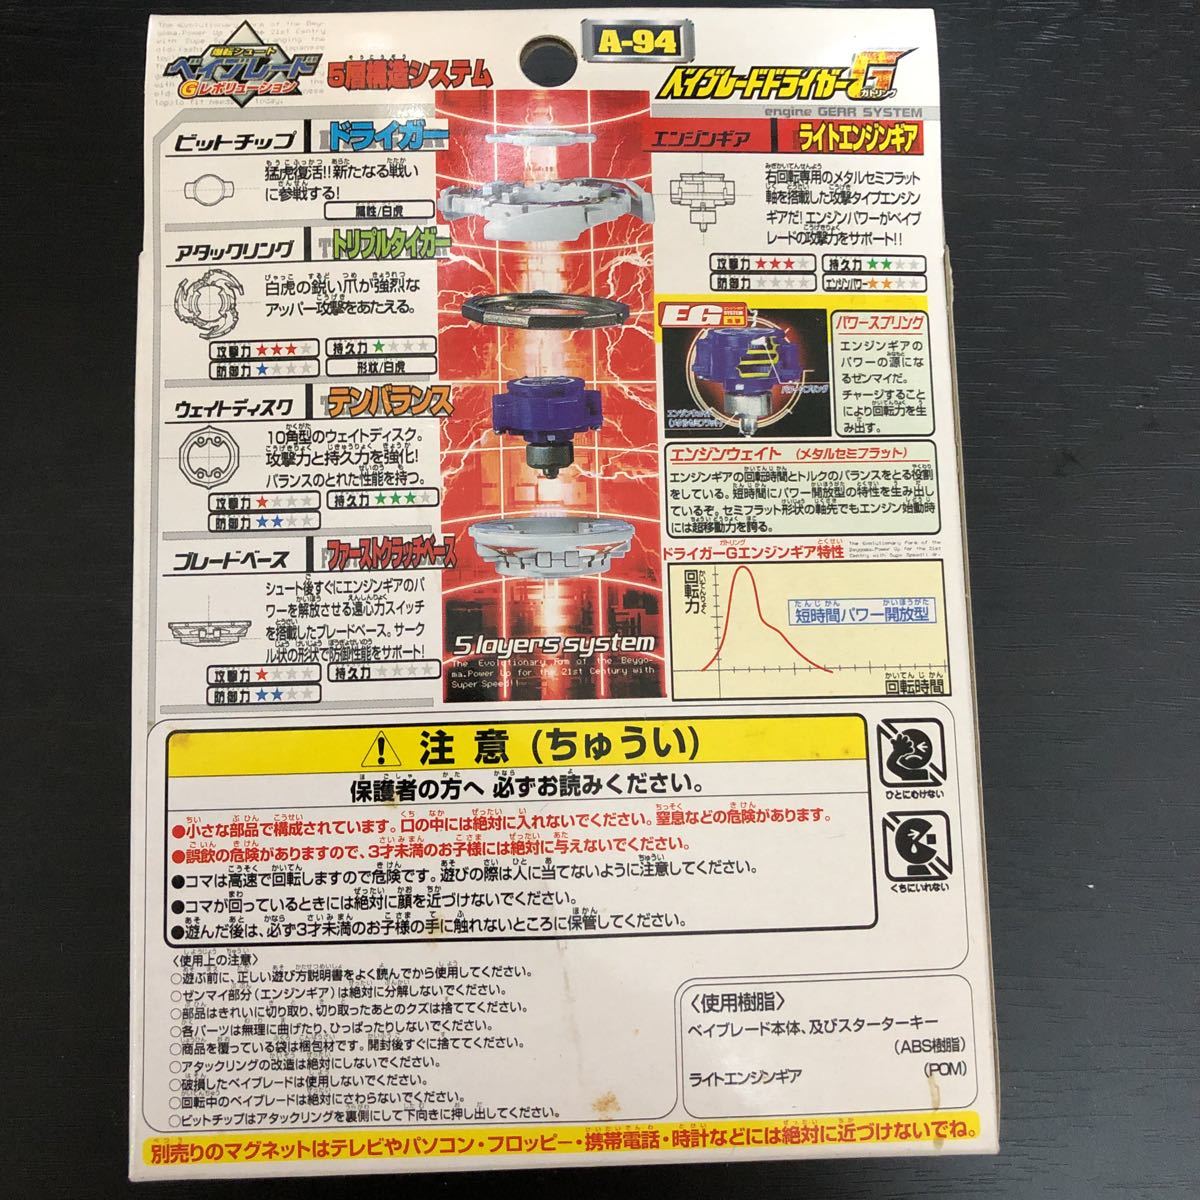 A-94
爆転シュート
ベイブレード
Gレボリューション
5層構造システム
ベイブレードドライガーG
ガトリング
engine GEAR SYSTEM
ビットチップ
ドライガー
猛虎復活!!新たなる戦い
に参戦する!
属性/白虎
アタックリング
トリプルタイガー
白虎の鋭い爪が強烈な
アッパー攻撃をあたえる。
攻撃力 ★★★☆☆
持久力 ★☆☆☆☆
防御力 ★☆☆☆☆
形状/白虎
ウェイトディスク
テンバランス
10角型のウェイトディスク。
攻撃力と持久力を強化!
バランスのとれた性能を持つ。
攻撃力 ★☆☆☆☆
持久力 ★★★☆☆
防御力 ★★☆☆☆
ブレードベース
ファーストクラッチベース
シュート後すぐにエンジンギアのパ
ワーを解放させる遠心力スイッチ
を搭載したブレードベース。サーク
ル状の形状で防御性能をサポート!
攻撃力 ★☆☆☆☆
持久力 ☆☆☆☆☆
防御力 ★★☆☆☆
5layers system
The Evolutionary Form of the Beygo-
ma.Power Up for the 21st Century with
Super Speed!!
エンジンギア
ライトエンジンギア
右回転専用のメタルセミフラット
軸を搭載した攻撃タイプエンジン
ギアだ!エンジンパワーがベイブ
レードの攻撃力をサポート!!
攻撃力 ★★★☆☆
持久力 ★★☆☆
防御力 ☆☆☆☆☆
エンジンパワー ★★☆☆
EG
パワースプリング
エンジンウェイト
(メタルセミフラット)
パワースプリング
エンジンギアの
パワーの源にな
るゼンマイだ。
チャージすること
により回転力を生
み出す。
エンジンウェイト (メタルセミフラット)
エンジンギアの回転時間とトルクのバランスをとる役割
をしている。短時間にパワー開放型の特性を生み出し
ているぞ。セミフラット形状の軸先でもエンジン始動時
には超移動力を誇る。
ドライガーGエンジンギア特性
ガトリング
回転力
短時間パワー開放型
回転時間
注意(ちゅうい)
保護者の方へ 必ずお読みください。
●小さな部品で構成されています。口の中には絶対に入れないでください。窒息などの危険があります。
●誤飲の危険がありますので、3才未満のお子様には絶対に与えないでください。
●コマは高速で回転しますので危険です。遊びの際は人に当てないように注意してください。
●コマが回っているときには絶対に顔を近づけないでください。
●遊んだ後は、必ず3才未満のお子様の手に触れないところに保管してください。
ひとにむけない
くちにいれない
〈使用上の注意〉
○遊ぶ前に、正しい遊び方説明書をよく読んでから使用してください。
○ゼンマイ部分(エンジンギア)は絶対に分解しないでください。
○部品はきれいに切り取り、切り取ったあとのクズは捨ててください。
○各パーツは無理に曲げたり、ひっぱったりしないでください。
○商品を覆っている袋は梱包材です。開封後すぐに捨ててください。
○アタックリングの改造は絶対にしないでください。
○破損したベイブレードは使用しないでください。
○回転中のベイブレードは絶対にさわらないでください。
○ビットチップはアタックリングを裏側にして下向きに押し出してください。
〈使用樹脂〉
ベイブレード本体、及びスターターキー
(ABS樹脂)
ライトエンジンギア (POM)
別売りのマグネットはテレビやパソコン・フロッピー・携帯電話・時計などには絶対に近づけないでね。